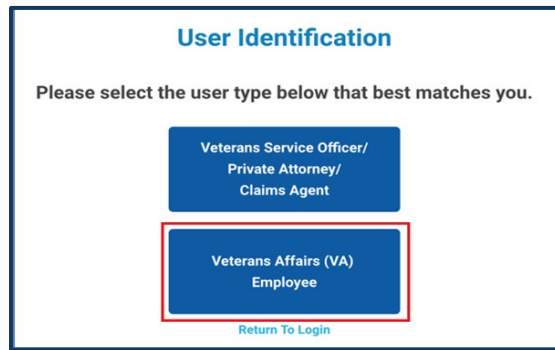 User Identification
Please select the user type below that best matches you.
Veterans Service Officer/
Private Attorney/
Claims Agent
Veterans Affairs (VA)
Employee
Return To Login